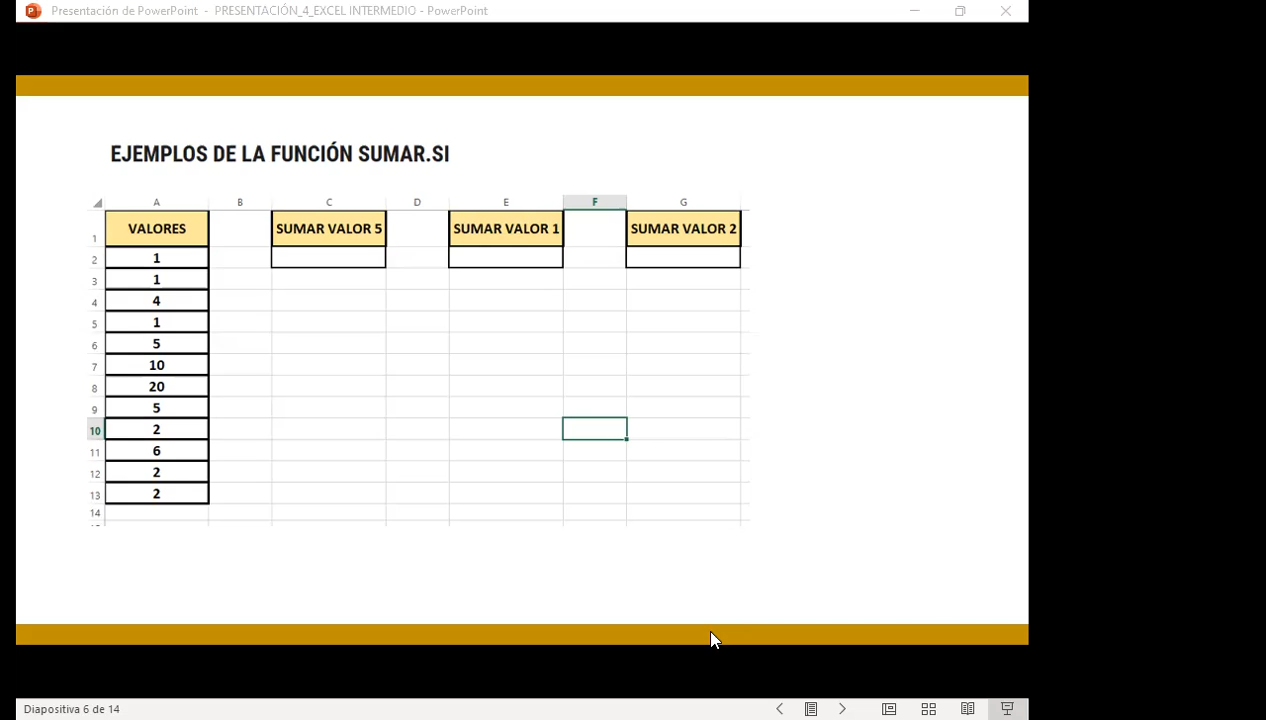 Presentación de PowerPoint - PRESENTACIÓN_4_EXCEL INTERMEDIO - PowerPoint
EJEMPLOS DE LA FUNCIÓN SUMAR.SI
A B C D E F G
1 VALORES SUMAR VALOR 5 SUMAR VALOR 1 SUMAR VALOR 2
2 1
3 1
4 4
5 1
6 5
7 10
8 20
9 5
10 2
11 6
12 2
13 2
14
Diapositiva 6 de 14